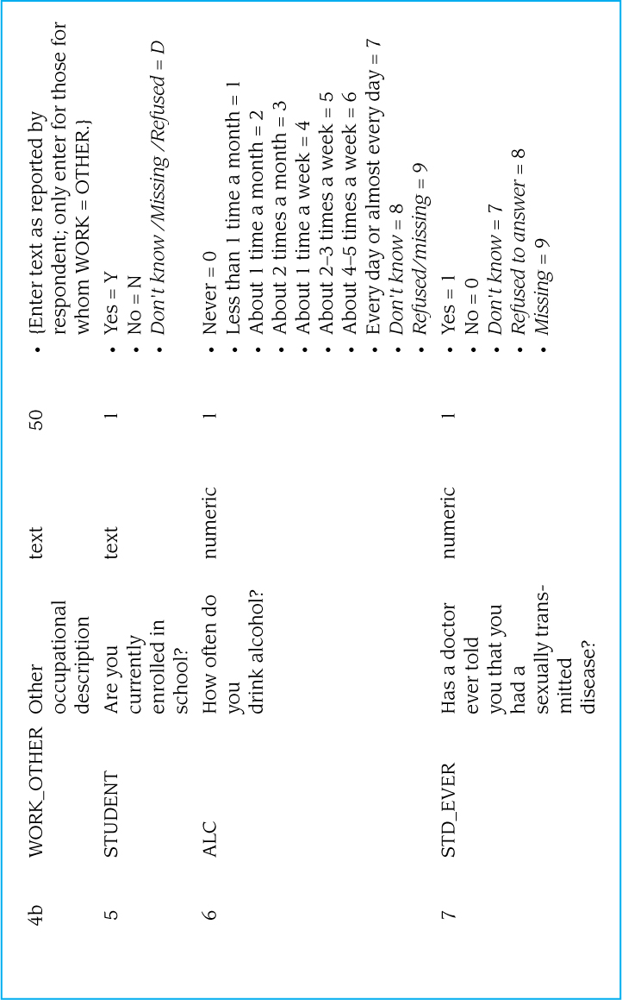 4b WORK_OTHER Other text 50 • {Enter text as reported by
occupational respondent; only enter for those for
description whom WORK = OTHER.}
5 STUDENT Are you text 1 • Yes = Y
currently • No = N
enrolled in • Don't know /Missing /Refused = D
school?
6 ALC How often do numeric 1 • Never = 0
you • Less than 1 time a month = 1
drink alcohol? • About 1 time a month = 2
• About 2 times a month = 3
• About 1 time a week = 4
• About 2–3 times a week = 5
• About 4–5 times a week = 6
• Every day or almost every day = 7
• Don't know = 8
• Refused/missing = 9
7 STD_EVER Has a doctor numeric 1 • Yes = 1
ever told • No = 0
you that you • Don't know = 7
had a • Refused to answer = 8
sexually trans- • Missing = 9
mitted
disease?